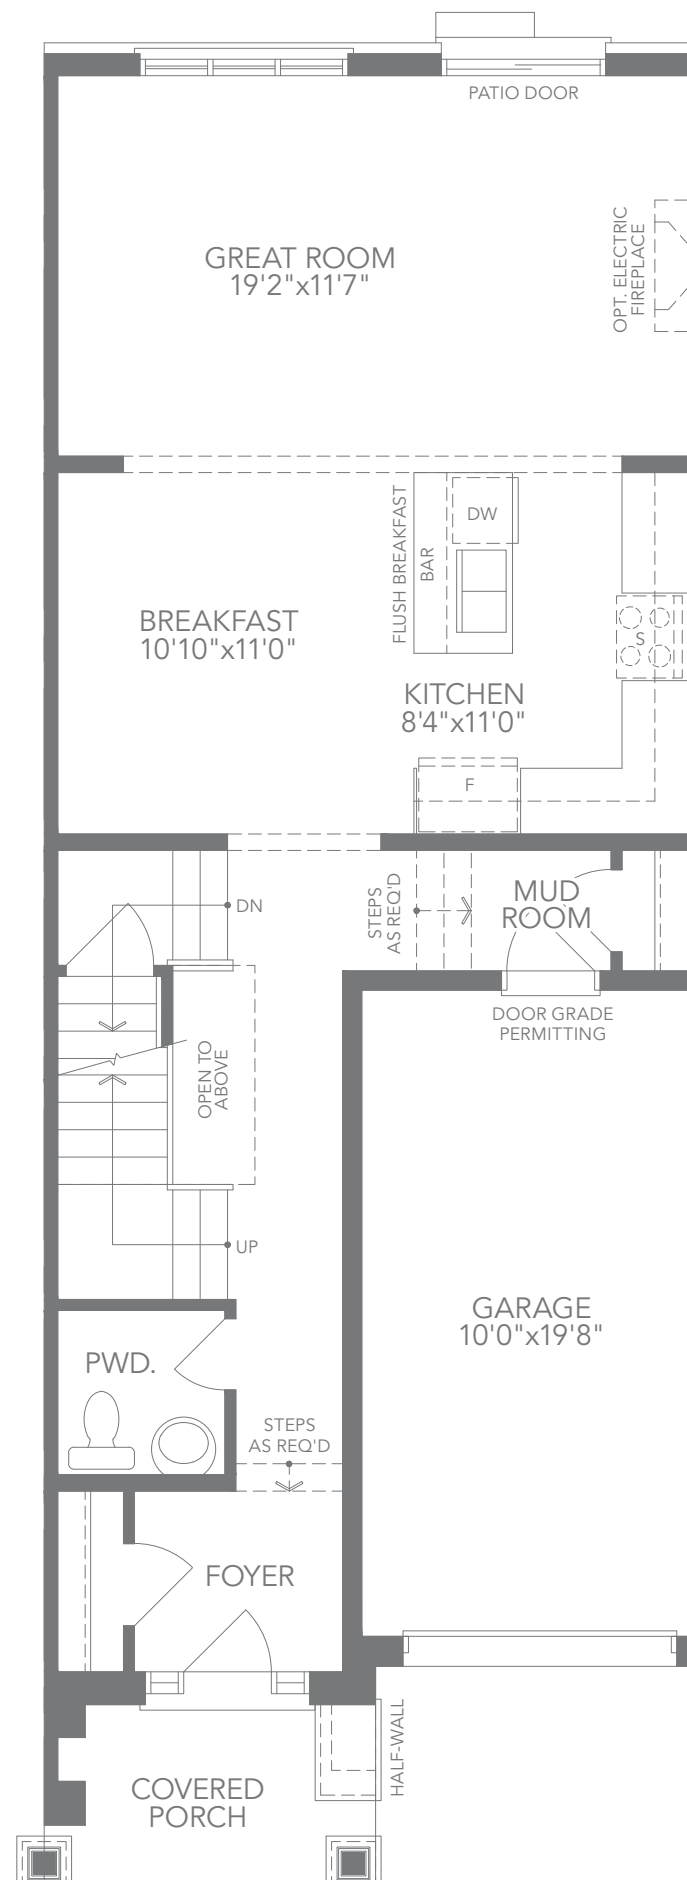 PATIO DOOR
GREAT ROOM
19'2"x11'7"
OPT. ELECTRIC
FIREPLACE
FLUSH BREAKFAST
BAR
DW
BREAKFAST
10'10"x11'0"
S
KITCHEN
8'4"x11'0"
F
STEPS
AS REQ'D
MUD
ROOM
DN
DOOR GRADE
PERMITTING
OPEN TO
ABOVE
UP
GARAGE
10'0"x19'8"
PWD.
STEPS
AS REQ'D
FOYER
HALF-WALL
COVERED
PORCH